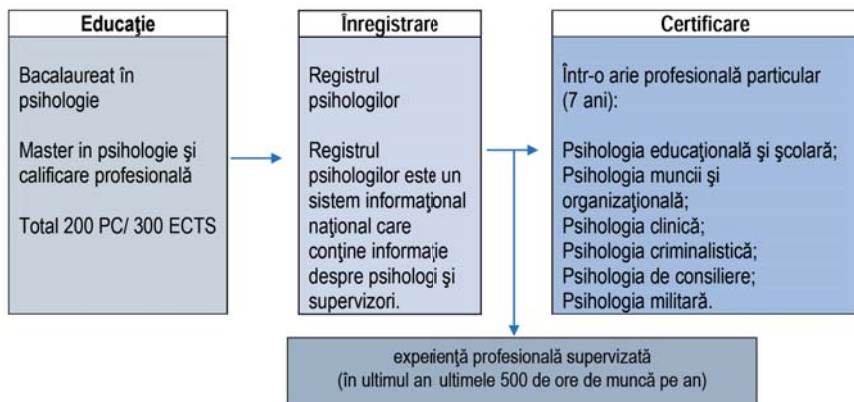 Educaţie
Bacalaureat în
psihologie
Master in psihologie şi
calificare profesională
Total 200 PC/ 300 ECTS
Înregistrare
Registrul
psihologilor
Registrul
psihologilor este un
sistem informaţional
naţional care
conţine informaţie
despre psihologi şi
supervizori.
Certificare
Într-o arie profesională particular
(7 ani):
Psihologia educaţională şi şcolară;
Psihologia muncii şi
organizaţională;
Psihologia clinică;
Psihologia criminalistică;
Psihologia de consiliere;
Psihologia militară.
experienţă profesională supervizată
(în ultimul an ultimele 500 de ore de muncă pe an)